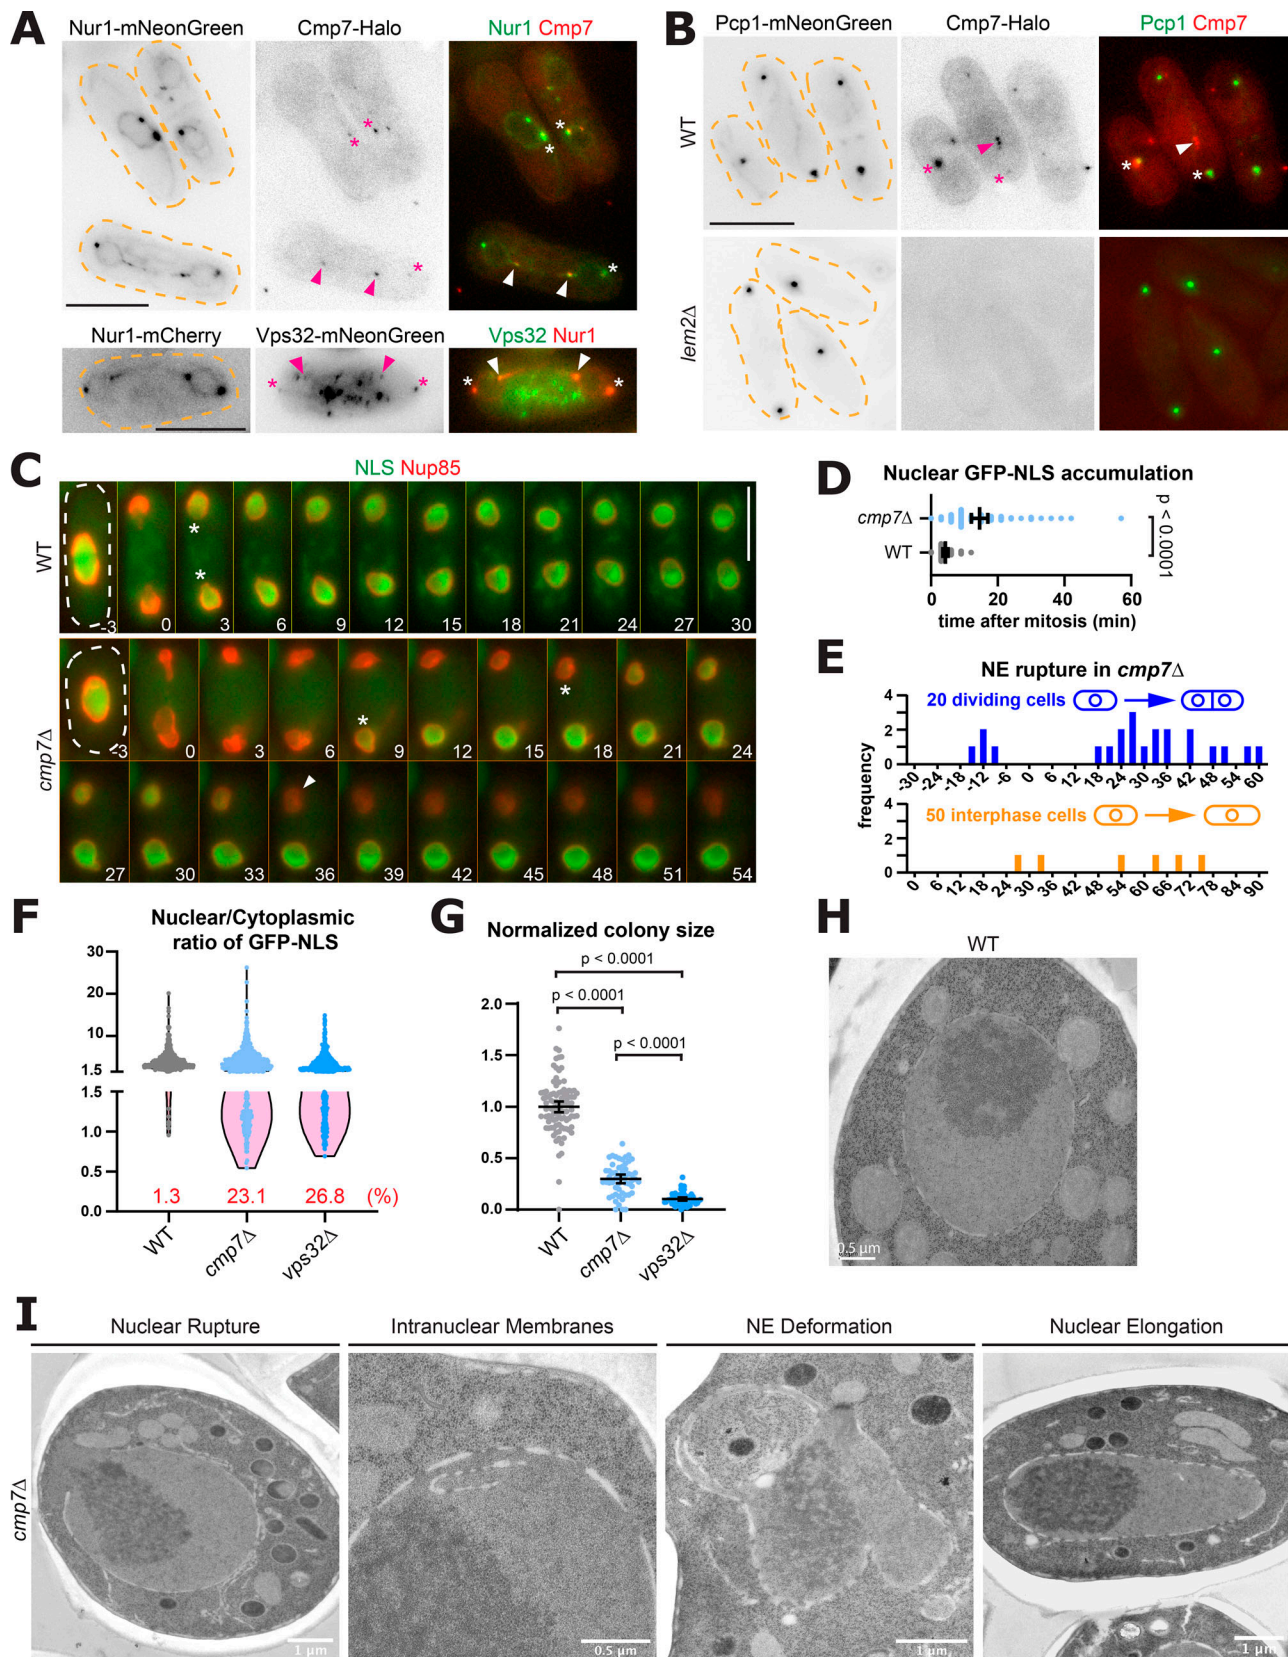 A
Nur1-mNeonGreen
Cmp7-Halo
Nur1 Cmp7
*
*
*
*
*
*
Nur1-mCherry
Vps32-mNeonGreen
Vps32 Nur1
*
*
*
*
B
Pcp1-mNeonGreen
Cmp7-Halo
Pcp1 Cmp7
WT
*
*
*
*
lem2Δ
C
NLS Nup85
WT
*
*
-3 0 3 6 9 12 15 18 21 24 27 30
cmp7Δ
*
*
-3 0 3 6 9 12 15 18 21 24
27 30 33 36 39 42 45 48 51 54
D
Nuclear GFP-NLS accumulation
cmp7Δ
WT
p < 0.0001
0 20 40 60
time after mitosis (min)
E
NE rupture in cmp7Δ
20 dividing cells
4
2
0
-30 -24 -18 -12 -6 0 6 12 18 24 30 36 42 48 54 60
frequency
50 interphase cells
4
2
0
0 6 12 18 24 30 36 42 48 54 60 66 72 78 84 90
F
Nuclear/Cytoplasmic
ratio of GFP-NLS
30
20
10
1.5
1.5
1.0
0.5
0.0
1.3 23.1 26.8 (%)
WT cmp7Δ vps32Δ
G
Normalized colony size
p < 0.0001
p < 0.0001
p < 0.0001
2.0
1.5
1.0
0.5
0.0
WT cmp7Δ vps32Δ
H
WT
0.5 µm
I
Nuclear Rupture
Intranuclear Membranes
NE Deformation
Nuclear Elongation
cmp7Δ
1 µm
0.5 µm
1 µm
1 µm